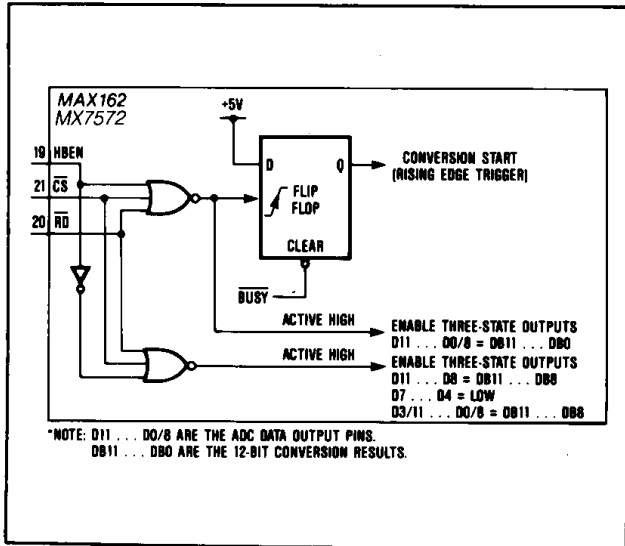 MAX162
MX7572
+5V
19 HBEN
21 CS
20 RD
D
Q
CONVERSION START
(RISING EDGE TRIGGER)
FLIP
FLOP
CLEAR
BUSY
ACTIVE HIGH
ENABLE THREE-STATE OUTPUTS
D11 ... D0/8 = DB11 ... DB0
ACTIVE HIGH
ENABLE THREE-STATE OUTPUTS
D11 ... D8 = DB11 ... DB8
D7 ... D4 = LOW
D3/11 ... D0/8 = DB11 ... DB8
*NOTE: D11 ... D0/8 ARE THE ADC DATA OUTPUT PINS.
DB11 ... DB0 ARE THE 12-BIT CONVERSION RESULTS.